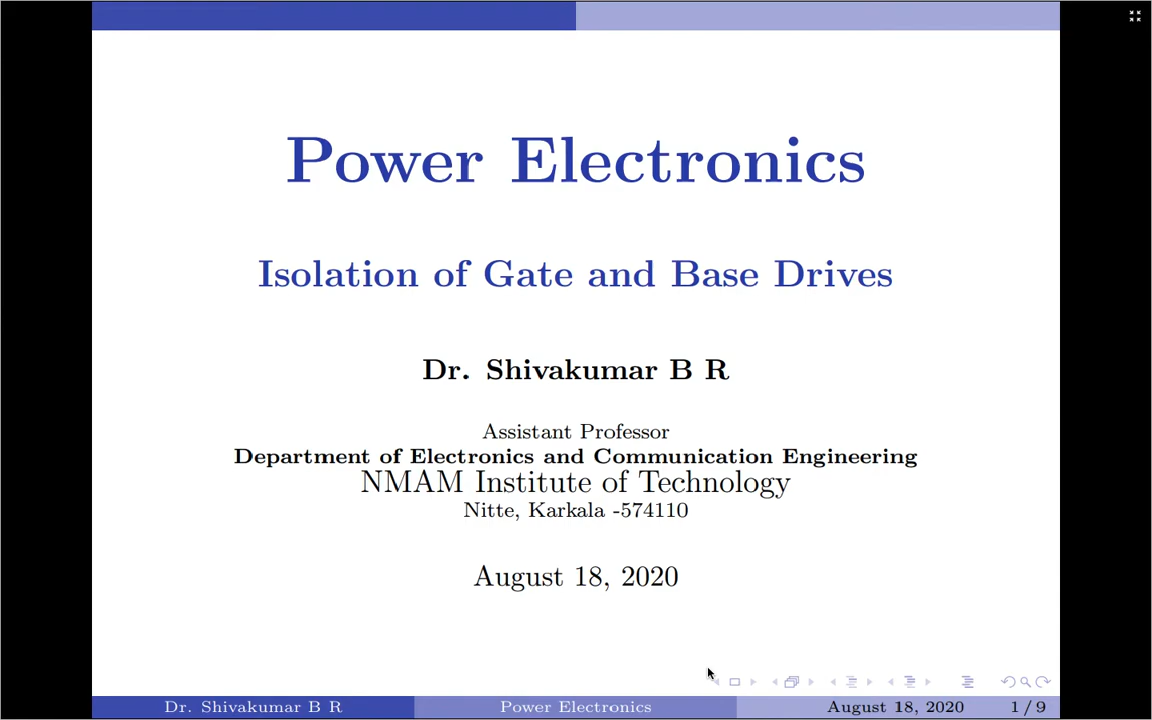 Power Electronics
Isolation of Gate and Base Drives
Dr. Shivakumar B R
Assistant Professor
Department of Electronics and Communication Engineering
NMAM Institute of Technology
Nitte, Karkala -574110
August 18, 2020
Dr. Shivakumar B R Power Electronics August 18, 2020 1 / 9